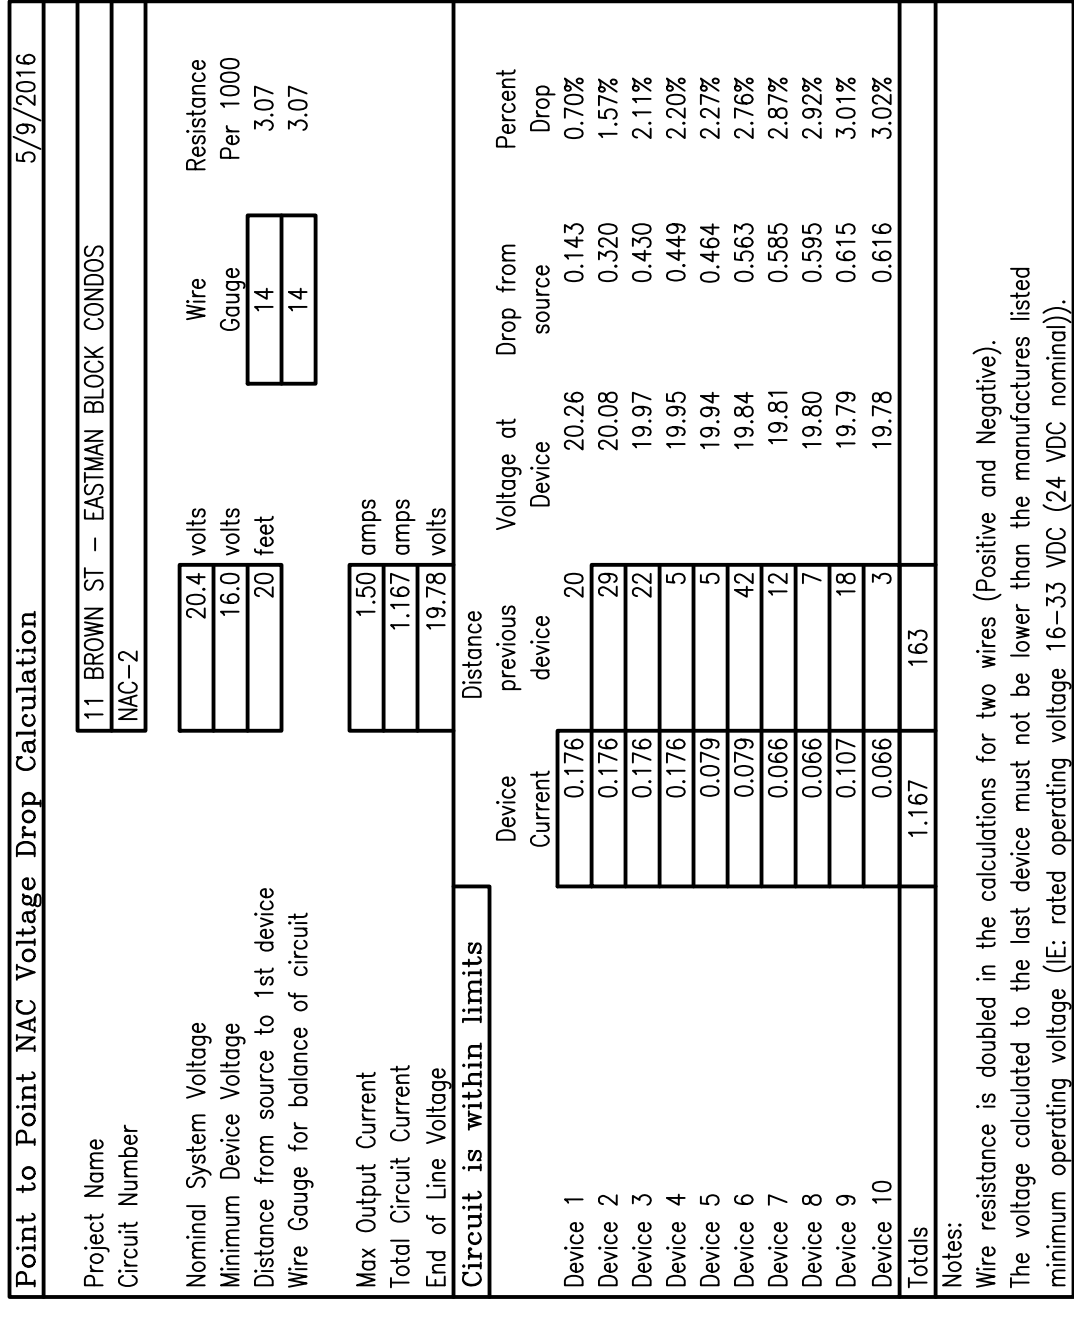 Point to Point NAC Voltage Drop Calculation 5/9/2016
Project Name 11 BROWN ST – EASTMAN BLOCK CONDOS
Circuit Number NAC–2
Wire Resistance
Nominal System Voltage 20.4 volts
Gauge Per 1000
Minimum Device Voltage 16.0 volts
Distance from source to 1st device 20 feet 14 3.07
Wire Gauge for balance of circuit 14 3.07
Max Output Current 1.50 amps
Total Circuit Current 1.167 amps
End of Line Voltage 19.78 volts
Circuit is within limits
Distance
Device previous Voltage at Drop from Percent
Current device Device source Drop
Device 1 0.176 20 20.26 0.143 0.70%
Device 2 0.176 29 20.08 0.320 1.57%
Device 3 0.176 22 19.97 0.430 2.11%
Device 4 0.176 5 19.95 0.449 2.20%
Device 5 0.079 5 19.94 0.464 2.27%
Device 6 0.079 42 19.84 0.563 2.76%
Device 7 0.066 12 19.81 0.585 2.87%
Device 8 0.066 7 19.80 0.595 2.92%
Device 9 0.107 18 19.79 0.615 3.01%
Device 10 0.066 3 19.78 0.616 3.02%
Totals 1.167 163
Notes:
Wire resistance is doubled in the calculations for two wires (Positive and Negative).
The voltage calculated to the last device must not be lower than the manufactures listed
minimum operating voltage (IE: rated operating voltage 16–33 VDC (24 VDC nominal)).